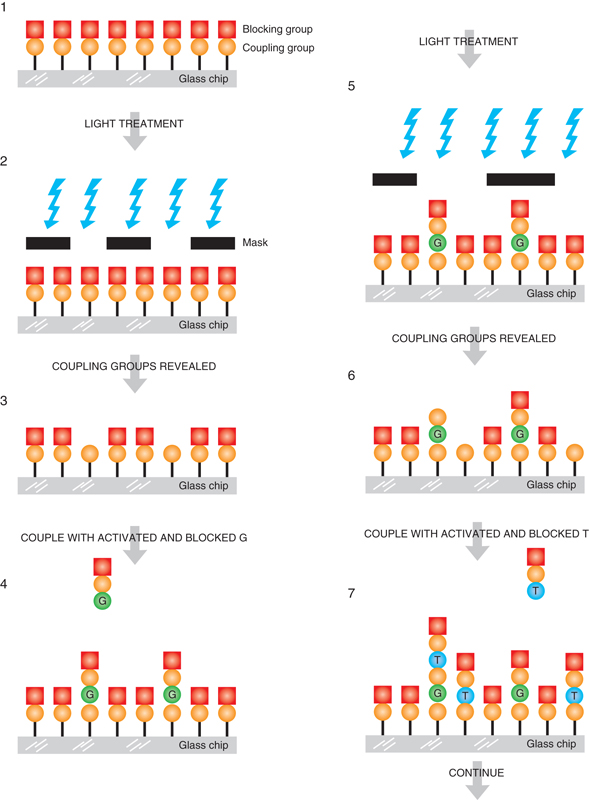 1
Blocking group
Coupling group
Glass chip
LIGHT TREATMENT
2
Mask
Glass chip
COUPLING GROUPS REVEALED
3
Glass chip
COUPLE WITH ACTIVATED AND BLOCKED G
4
G
G
G
Glass chip
LIGHT TREATMENT
5
G
G
Glass chip
COUPLING GROUPS REVEALED
6
G
G
Glass chip
COUPLE WITH ACTIVATED AND BLOCKED T
7
T
T
G
T
G
T
Glass chip
CONTINUE